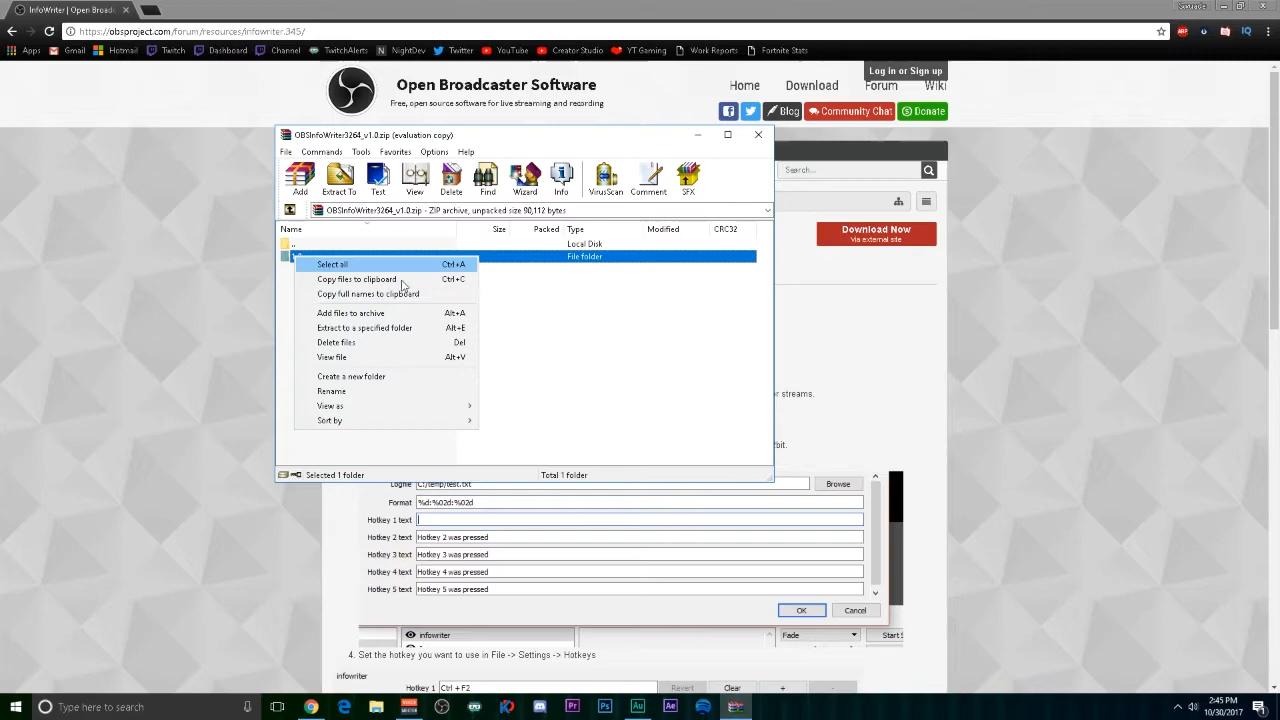 InfoWriter | Open Broadc
Sunjade
https://obsproject.com/forum/resources/infowriter.345/
Apps Gmail Hotmail Twitch Dashboard Channel TwitchAlerts NightDev Twitter YouTube Creator Studio YT Gaming Work Reports Fortnite Stats
Log in or Sign up
Open Broadcaster Software
Home Download Forum Wiki
Free, open source software for live streaming and recording
Blog Community Chat Donate
OBSInfoWriter3264_v1.0.zip (evaluation copy)
File Commands Tools Favorites Options Help
Search...
Add Extract To Test View Delete Find Wizard Info VirusScan Comment SFX
OBSInfoWriter3264_v1.0.zip - ZIP archive, unpacked size 90,112 bytes
Download Now
Via external site
Name Size Packed Type Modified CRC32
.. Local Disk
File folder
Select all Ctrl+A
Copy files to clipboard Ctrl+C
Copy full names to clipboard
Add files to archive Alt+A
Extract to a specified folder Alt+E
Delete files Del
View file Alt+V
Create a new folder
Rename
View as
Sort by
or streams.
bit.
Selected 1 folder Total 1 folder
Logfile C:/temp/test.txt Browse
Format %d:%02d:%02d
Hotkey 1 text
Hotkey 2 text Hotkey 2 was pressed
Hotkey 3 text Hotkey 3 was pressed
Hotkey 4 text Hotkey 4 was pressed
Hotkey 5 text Hotkey 5 was pressed
OK Cancel
infowriter Fade Start S
4. Set the hotkey you want to use in File -> Settings -> Hotkeys
infowriter
Hotkey 1 Ctrl + F2 Revert Clear + -
Type here to search
2:45 PM
10/30/2017